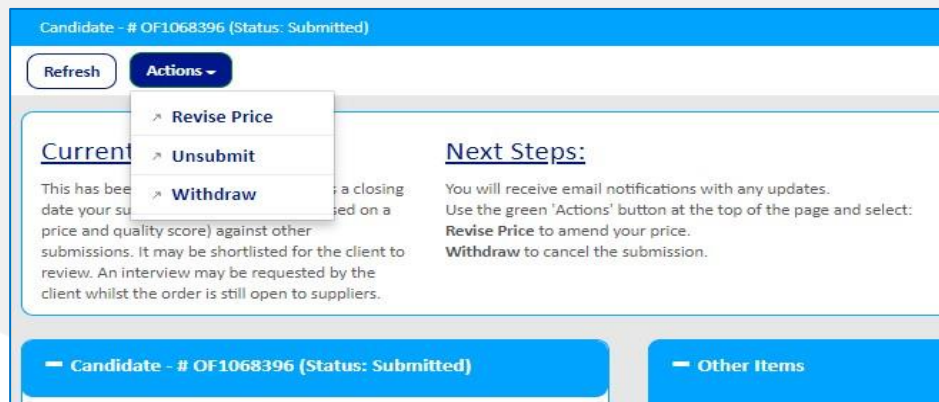 Candidate - # OF1068396 (Status: Submitted)
Refresh
Actions
Revise Price
Unsubmit
Withdraw
Current
This has bee
s a closing
date your su
sed on a
price and quality score) against other
submissions. It may be shortlisted for the client to
review. An interview may be requested by the
client whilst the order is still open to suppliers.
Next Steps:
You will receive email notifications with any updates.
Use the green 'Actions' button at the top of the page and select:
Revise Price to amend your price.
Withdraw to cancel the submission.
Candidate - # OF1068396 (Status: Submitted)
Other Items